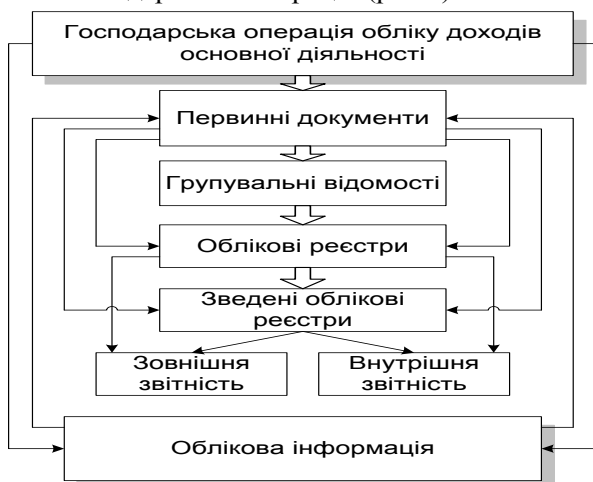 Господарська операція обліку доходів
основної діяльності
Первинні документи
Групувальні відомості
Облікові реєстри
Зведені облікові
реєстри
Зовнішня
звітність
Внутрішня
звітність
Облікова інформація